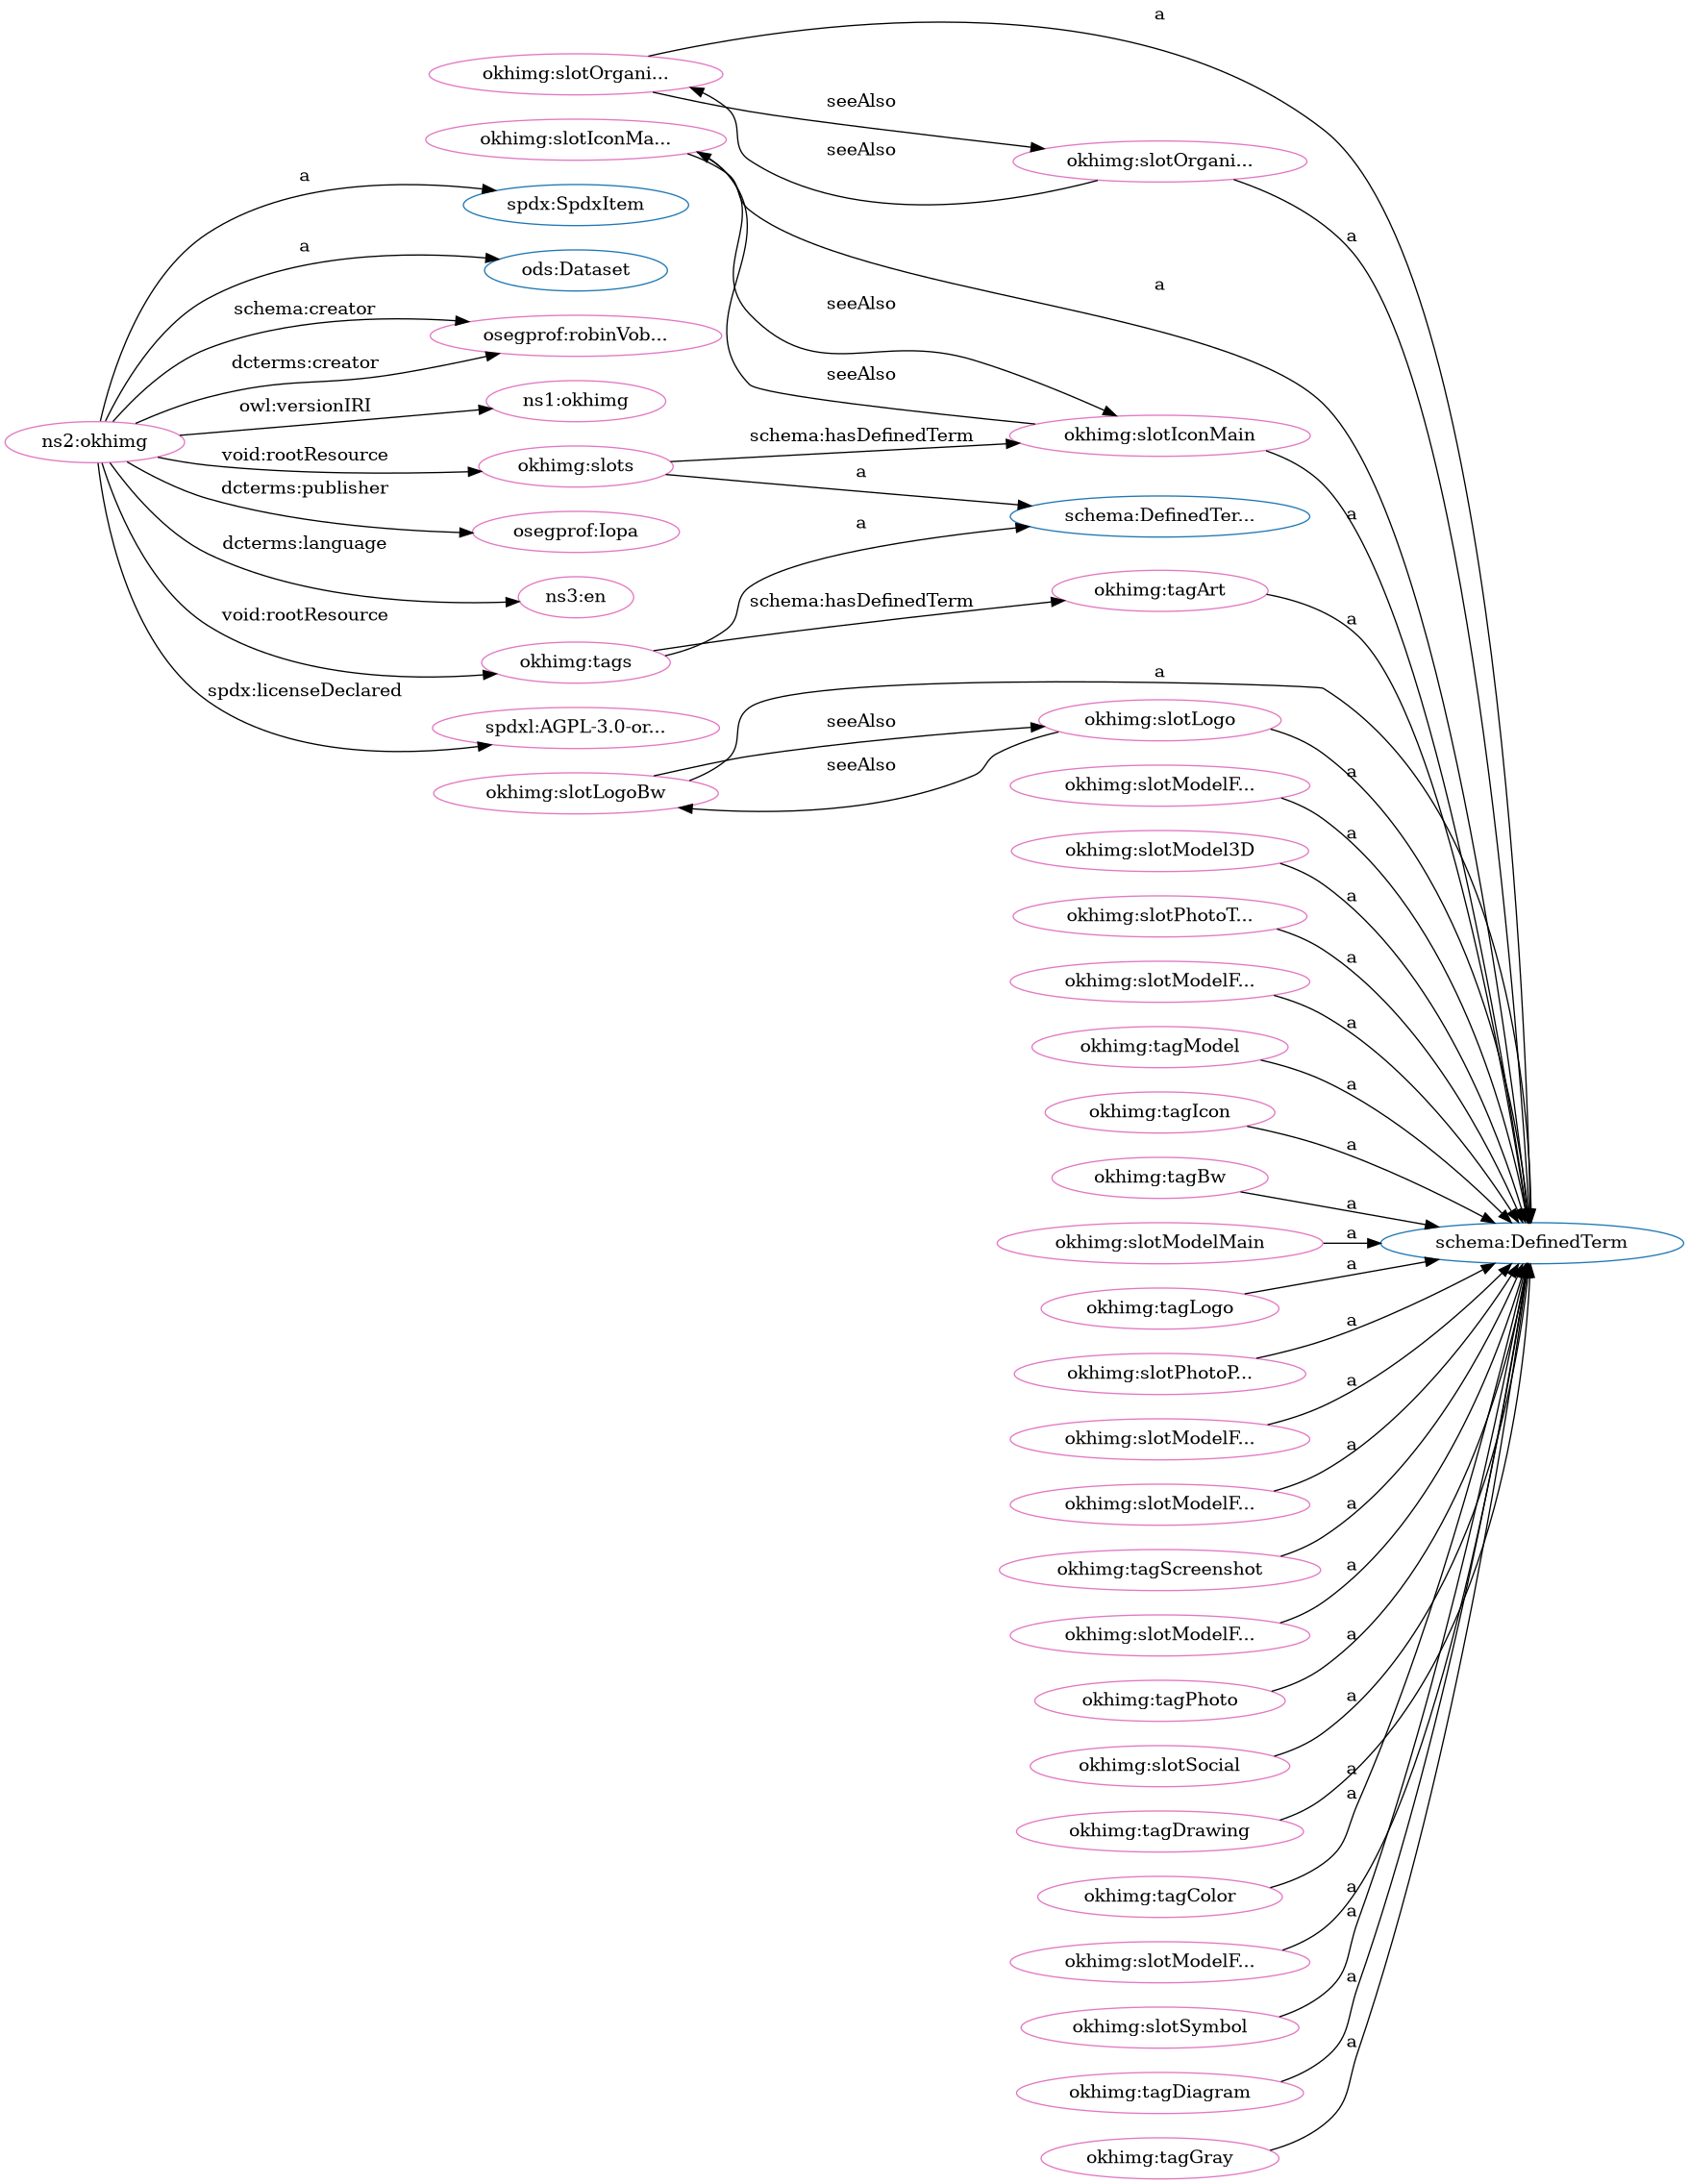 a
okhimg:slotOrgani...
seeAlso
okhimg:slotIconMa...
seeAlso
okhimg:slotOrgani...
a
spdx:SpdxItem
a
a
ods:Dataset
a
schema:creator
seeAlso
osegprof:robinVob...
dcterms:creator
seeAlso
owl:versionIRI
ns1:okhimg
ns2:okhimg
schema:hasDefinedTerm
okhimg:slotIconMain
void:rootResource
okhimg:slots
a
dcterms:publisher
a
schema:DefinedTer...
osegprof:Iopa
a
dcterms:language
ns3:en
schema:hasDefinedTerm
okhimg:tagArt
void:rootResource
a
okhimg:tags
a
spdx:licenseDeclared
spdxl:AGPL-3.0-or...
seeAlso
okhimg:slotLogo
seeAlso
a
okhimg:slotLogoBw
okhimg:slotModelF...
a
okhimg:slotModel3D
a
okhimg:slotPhotoT...
a
okhimg:slotModelF...
a
okhimg:tagModel
a
okhimg:tagIcon
a
okhimg:tagBw
a
okhimg:slotModelMain
a
schema:DefinedTerm
a
okhimg:tagLogo
a
okhimg:slotPhotoP...
a
okhimg:slotModelF...
a
okhimg:slotModelF...
a
okhimg:tagScreenshot
a
okhimg:slotModelF...
a
okhimg:tagPhoto
a
okhimg:slotSocial
a
a
okhimg:tagDrawing
a
okhimg:tagColor
a
okhimg:slotModelF...
a
okhimg:slotSymbol
a
okhimg:tagDiagram
okhimg:tagGray